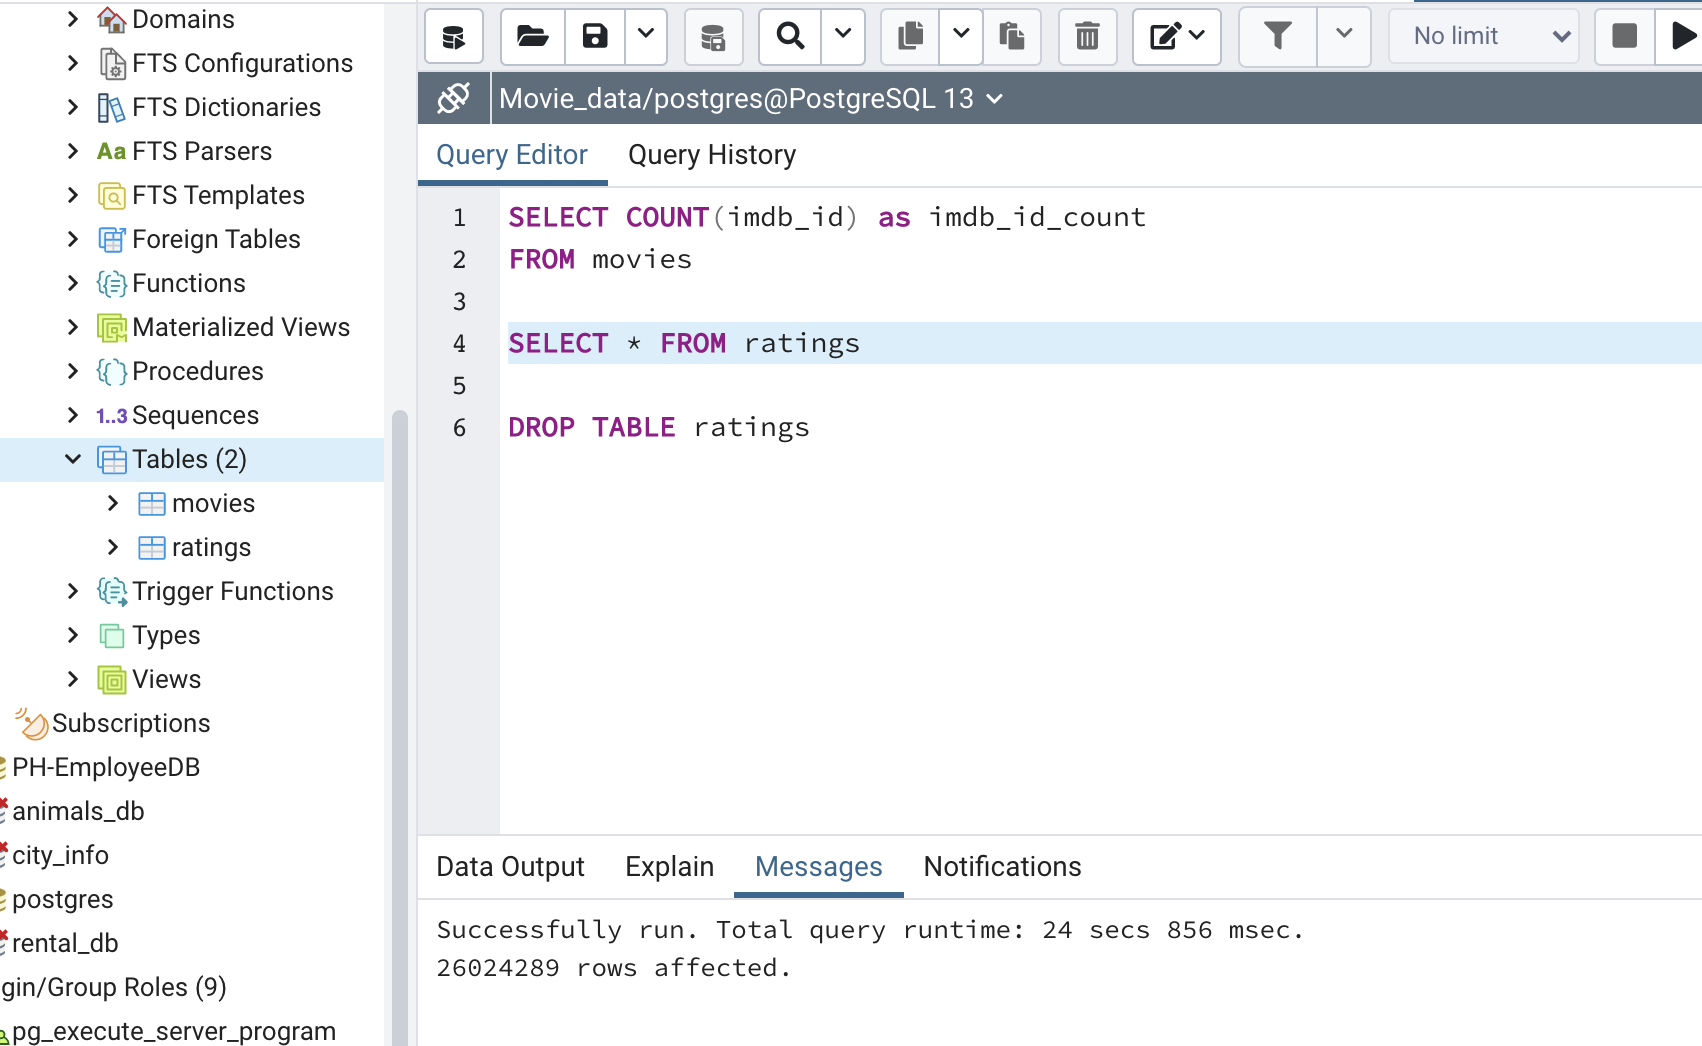 Domains
FTS Configurations
FTS Dictionaries
Aa FTS Parsers
FTS Templates
Foreign Tables
Functions
Materialized Views
Procedures
1..3 Sequences
Tables (2)
movies
ratings
Trigger Functions
Types
Views
Subscriptions
PH-EmployeeDB
animals_db
city_info
postgres
rental_db
gin/Group Roles (9)
pg_execute_server_program
No limit
Movie_data/postgres@PostgreSQL 13
Query Editor Query History
1 SELECT COUNT(imdb_id) as imdb_id_count
2 FROM movies
3
4 SELECT * FROM ratings
5
6 DROP TABLE ratings
Data Output Explain Messages Notifications
Successfully run. Total query runtime: 24 secs 856 msec.
26024289 rows affected.